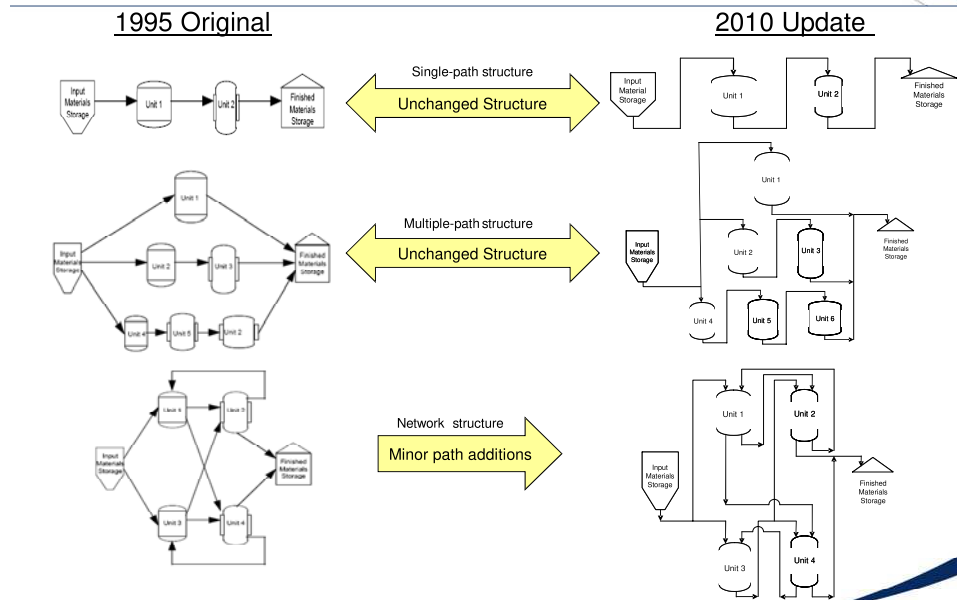 1995 Original
2010 Update
Single-path structure
Unchanged Structure
Input
Materials
Storage
Unit 1
Unit 2
Finished
Materials
Storage
Input
Material
Storage
Unit 1
Unit 2
Finished
Materials
Storage
Multiple-path structure
Unchanged Structure
Unit 1
Input
Materials
Storage
Unit 2
Unit 3
Finished
Materials
Storage
Unit 4
Unit 5
Unit 2
Unit 1
Input
Materials
Storage
Unit 2
Unit 3
Finished
Materials
Storage
Unit 4
Unit 5
Unit 6
Network structure
Minor path additions
Input
Materials
Storage
Finished
Materials
Storage
Unit 3
Unit 4
Unit 1
Unit 2
Input
Materials
Storage
Finished
Materials
Storage
Unit 3
Unit 4